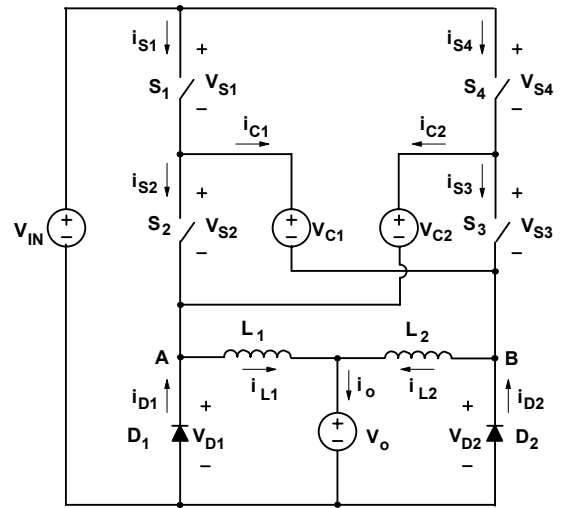 iS1 + iS4 +
S1 VS1 S4 VS4
− −
iC1 iC2
iS2 + iS3 +
VIN + − S2 VS2 + − VC1 + − VC2 S3 VS3
− −
L1 L2
A B
iL1 io iL2
iD1 + + iD2
D1 VD1 + − Vo VD2 D2
− −